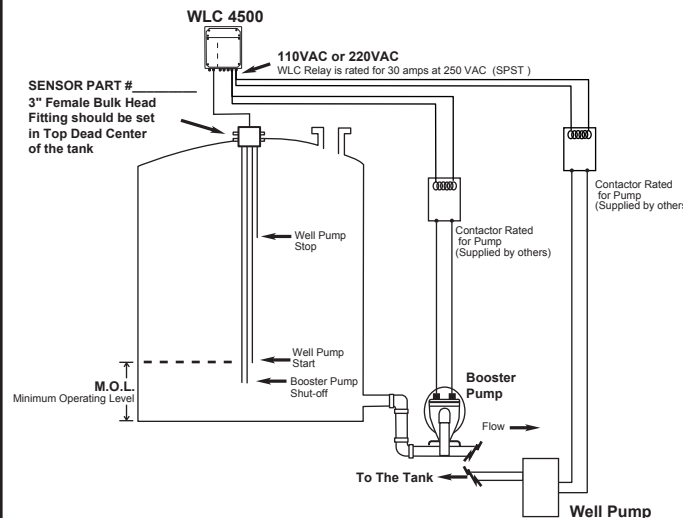 WLC 4500
110VAC or 220VAC
WLC Relay is rated for 30 amps at 250 VAC (SPST )
SENSOR PART #_________
3" Female Bulk Head
Fitting should be set
in Top Dead Center
of the tank
Contactor Rated
for Pump
(Supplied by others
Contactor Rated
for Pump
(Supplied by others)
Well Pump
Stop
Well Pump
Start
Booster Pump
Shut-off
M.O.L.
Minimum Operating Level
Booster
Pump
Flow
To The Tank
Well Pump